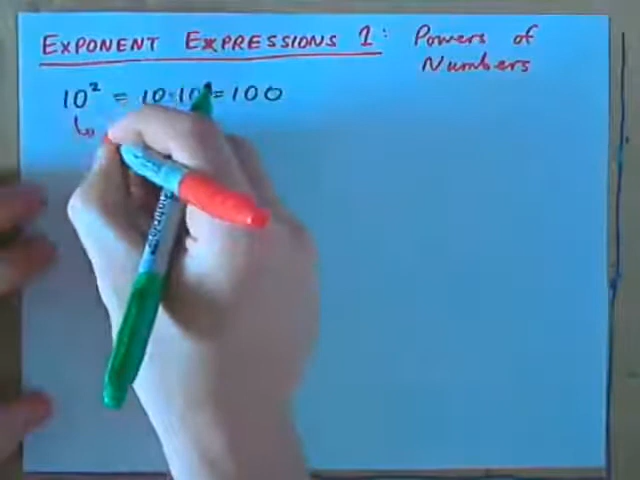 EXPONENT EXPRESSIONS 1: Powers of
Numbers
10² = 10·10 = 100